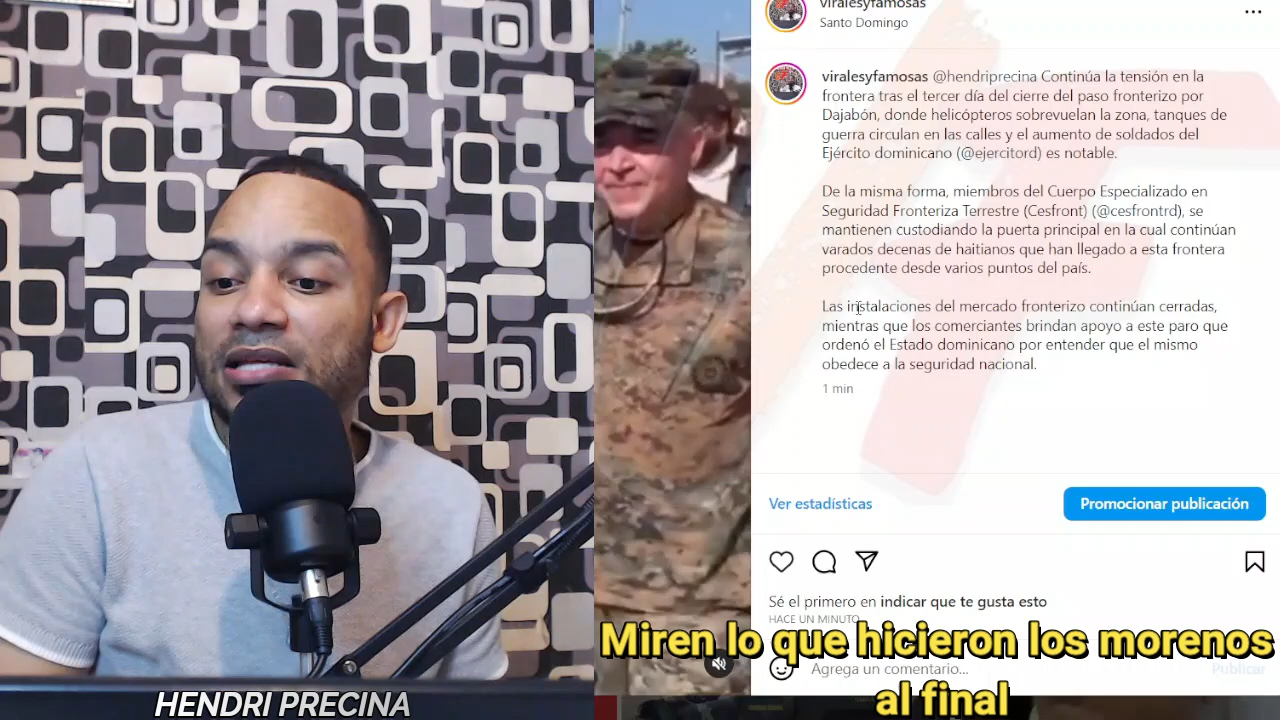 viralesyfamosas
Santo Domingo
viralesyfamosas @hendriprecina Continúa la tensión en la
frontera tras el tercer día del cierre del paso fronterizo por
Dajabón, donde helicópteros sobrevuelan la zona, tanques de
guerra circulan en las calles y el aumento de soldados del
Ejército dominicano (@ejercitord) es notable.
De la misma forma, miembros del Cuerpo Especializado en
Seguridad Fronteriza Terrestre (Cesfront) (@cesfrontrd), se
mantienen custodiando la puerta principal en la cual continúan
varados decenas de haitianos que han llegado a esta frontera
procedente desde varios puntos del país.
Las instalaciones del mercado fronterizo continúan cerradas,
mientras que los comerciantes brindan apoyo a este paro que
ordenó el Estado dominicano por entender que el mismo
obedece a la seguridad nacional.
1 min
Ver estadísticas
Promocionar publicación
Sé el primero en indicar que te gusta esto
HACE UN MINUTO
Agrega un comentario...
Publicar
Miren lo que hicieron los morenos
al final
HENDRI PRECINA